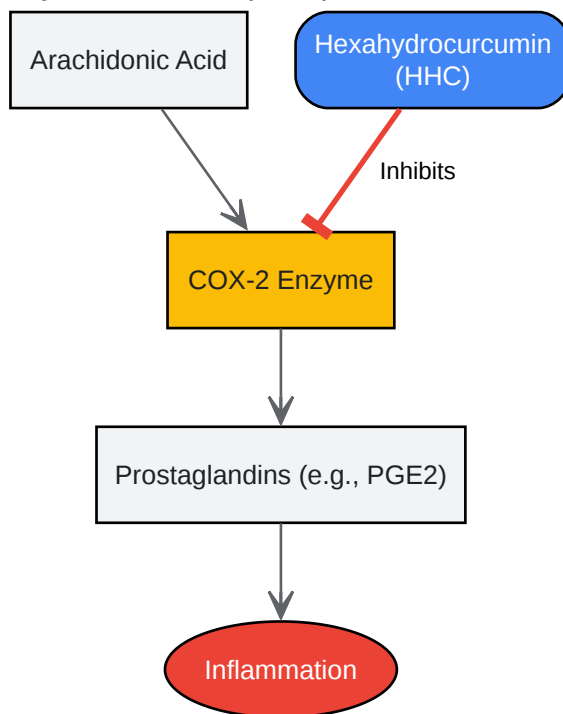 Arachidonic Acid
Hexahydrocurcumin
(HHC)
Inhibits
COX-2 Enzyme
Prostaglandins (e.g., PGE2)
Inflammation